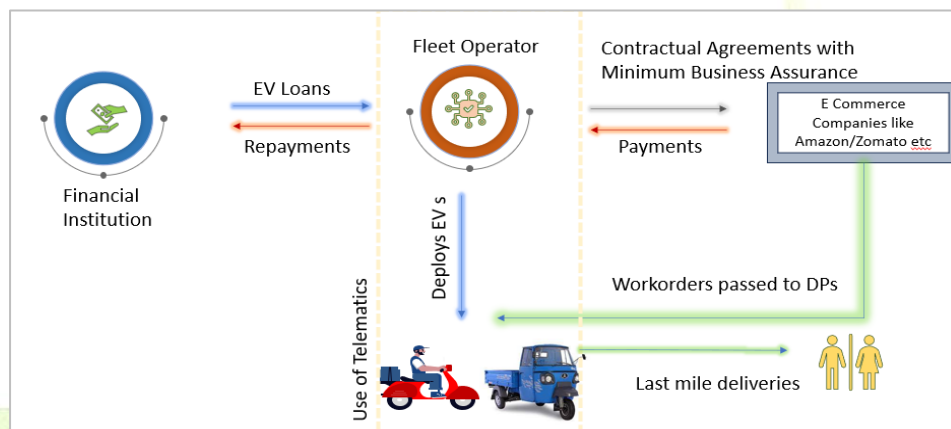 Fleet Operator
Contractual Agreements with
Minimum Business Assurance
EV Loans
Repayments
Payments
E Commerce
Companies like
Amazon/Zomato etc
Financial
Institution
Deploys EV s
Use of Telematics
Workorders passed to DPs
Last mile deliveries